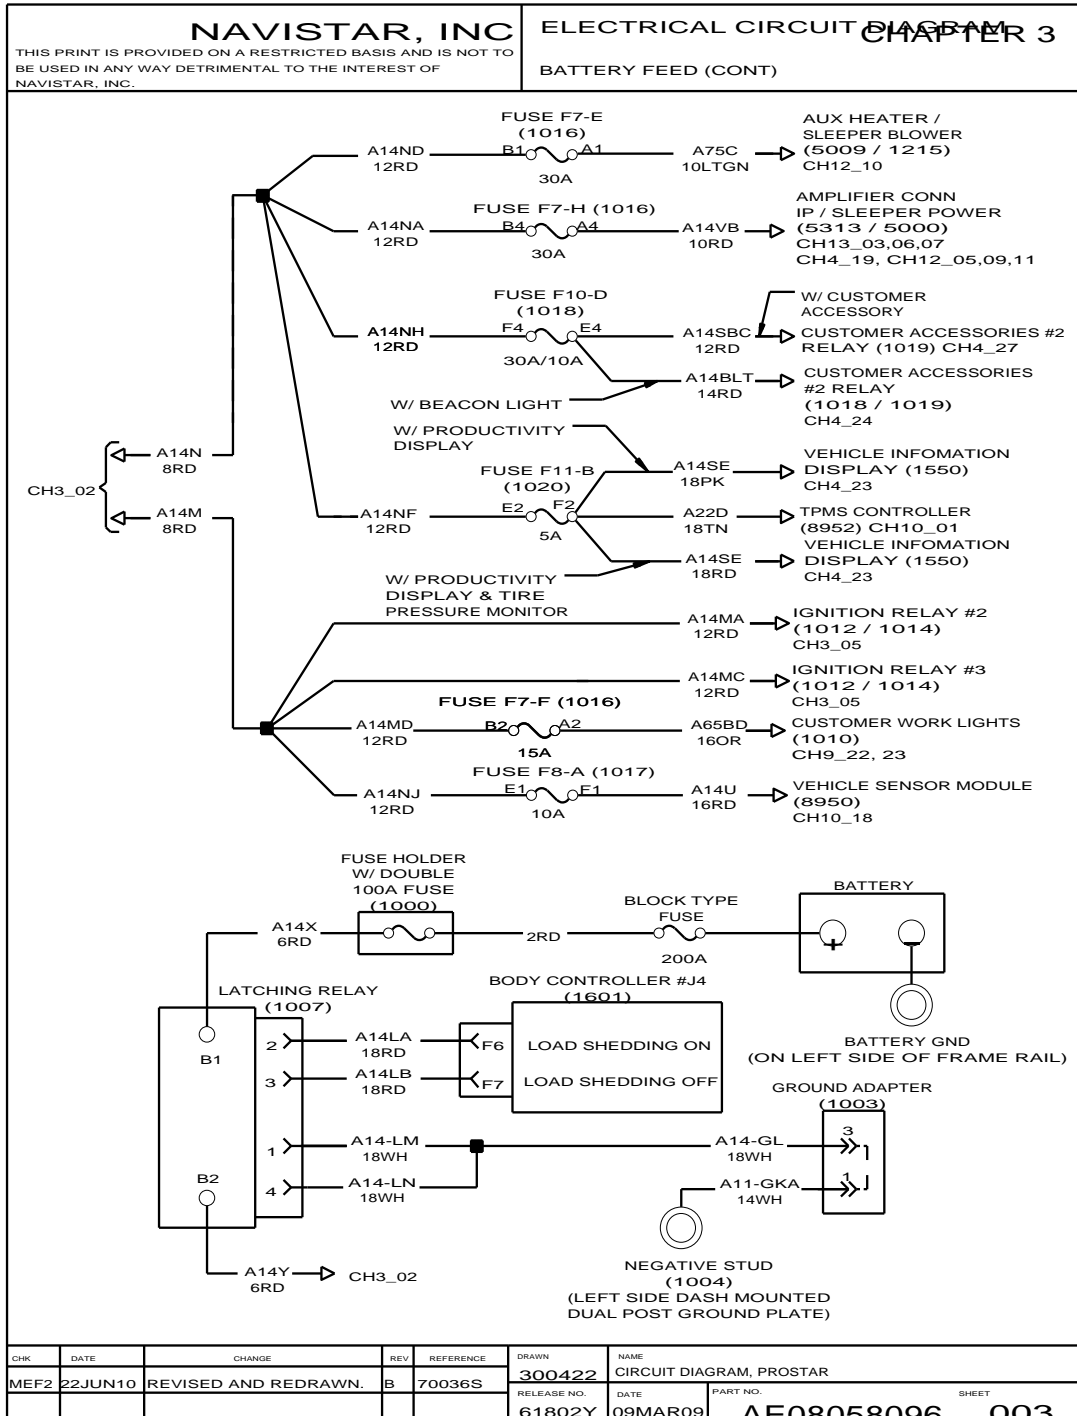 NAVISTAR, INC
THIS PRINT IS PROVIDED ON A RESTRICTED BASIS AND IS NOT TO
BE USED IN ANY WAY DETRIMENTAL TO THE INTEREST OF
NAVISTAR, INC.
ELECTRICAL CIRCUIT DIAGRAM
CHAPTER 3
BATTERY FEED (CONT)
FUSE F7-E
(1016)
A14ND
12RD
B1
A1
30A
A75C
10LTGN
AUX HEATER /
SLEEPER BLOWER
(5009 / 1215)
CH12_10
FUSE F7-H (1016)
A14NA
12RD
B4
A4
30A
A14VB
10RD
AMPLIFIER CONN
IP / SLEEPER POWER
(5313 / 5000)
CH13_03,06,07
CH4_19, CH12_05,09,11
FUSE F10-D
(1018)
A14NH
12RD
F4
E4
30A/10A
W/ CUSTOMER
ACCESSORY
A14SBC
12RD
CUSTOMER ACCESSORIES #2
RELAY (1019) CH4_27
W/ BEACON LIGHT
A14BLT
14RD
CUSTOMER ACCESSORIES
#2 RELAY
(1018 / 1019)
CH4_24
W/ PRODUCTIVITY
DISPLAY
CH3_02
A14N
8RD
A14M
8RD
FUSE F11-B
(1020)
A14NF
12RD
E2
F2
5A
A14SE
18PK
VEHICLE INFOMATION
DISPLAY (1550)
CH4_23
A22D
18TN
TPMS CONTROLLER
(8952) CH10_01
A14SE
18RD
VEHICLE INFOMATION
DISPLAY (1550)
CH4_23
W/ PRODUCTIVITY
DISPLAY & TIRE
PRESSURE MONITOR
A14MA
12RD
IGNITION RELAY #2
(1012 / 1014)
CH3_05
A14MC
12RD
IGNITION RELAY #3
(1012 / 1014)
CH3_05
FUSE F7-F (1016)
A14MD
12RD
B2
A2
15A
A65BD
16OR
CUSTOMER WORK LIGHTS
(1010)
CH9_22, 23
FUSE F8-A (1017)
A14NJ
12RD
E1
F1
10A
A14U
16RD
VEHICLE SENSOR MODULE
(8950)
CH10_18
FUSE HOLDER
W/ DOUBLE
100A FUSE
(1000)
A14X
6RD
2RD
BLOCK TYPE
FUSE
200A
BATTERY
+
BATTERY GND
(ON LEFT SIDE OF FRAME RAIL)
LATCHING RELAY
(1007)
B1
B2
2
3
1
4
A14LA
18RD
A14LB
18RD
BODY CONTROLLER #J4
(1601)
F6
LOAD SHEDDING ON
F7
LOAD SHEDDING OFF
GROUND ADAPTER
(1003)
A14-LM
18WH
A14-LN
18WH
A14-GL
18WH
3
A11-GKA
14WH
1
NEGATIVE STUD
(1004)
(LEFT SIDE DASH MOUNTED
DUAL POST GROUND PLATE)
A14Y
6RD
CH3_02
CHK DATE CHANGE REV REFERENCE
MEF2 22JUN10 REVISED AND REDRAWN. B 70036S
DRAWN
300422
NAME
CIRCUIT DIAGRAM, PROSTAR
RELEASE NO.
61802Y
DATE
09MAR09
PART NO.
AE08058096
SHEET
003